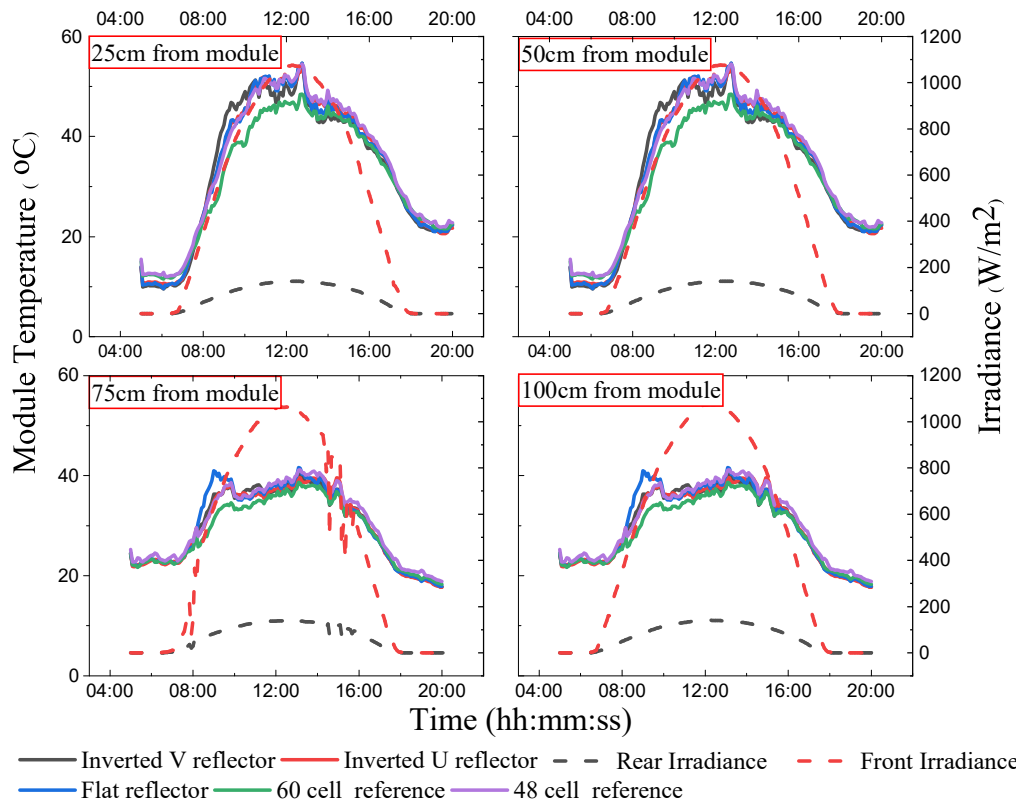 04:00 08:00 12:00 16:00 20:00 04:00 08:00 12:00 16:00 20:00
60 1200
25cm from module 50cm from module
1000
40 800
600
20 400
200
0 0
04:00 08:00 12:00 16:00 20:00 04:00 08:00 12:00 16:00 20:00
Module Temperature ( OC)
Irradiance (W/m2)
60 1200
75cm from module 100cm from module
1000
40 800
600
20 400
200
0 0
04:00 08:00 12:00 16:00 20:00 04:00 08:00 12:00 16:00 20:00
Time (hh:mm:ss)
Inverted V reflector Inverted U reflector Rear Irradiance Front Irradiance
Flat reflector 60 cell reference 48 cell reference